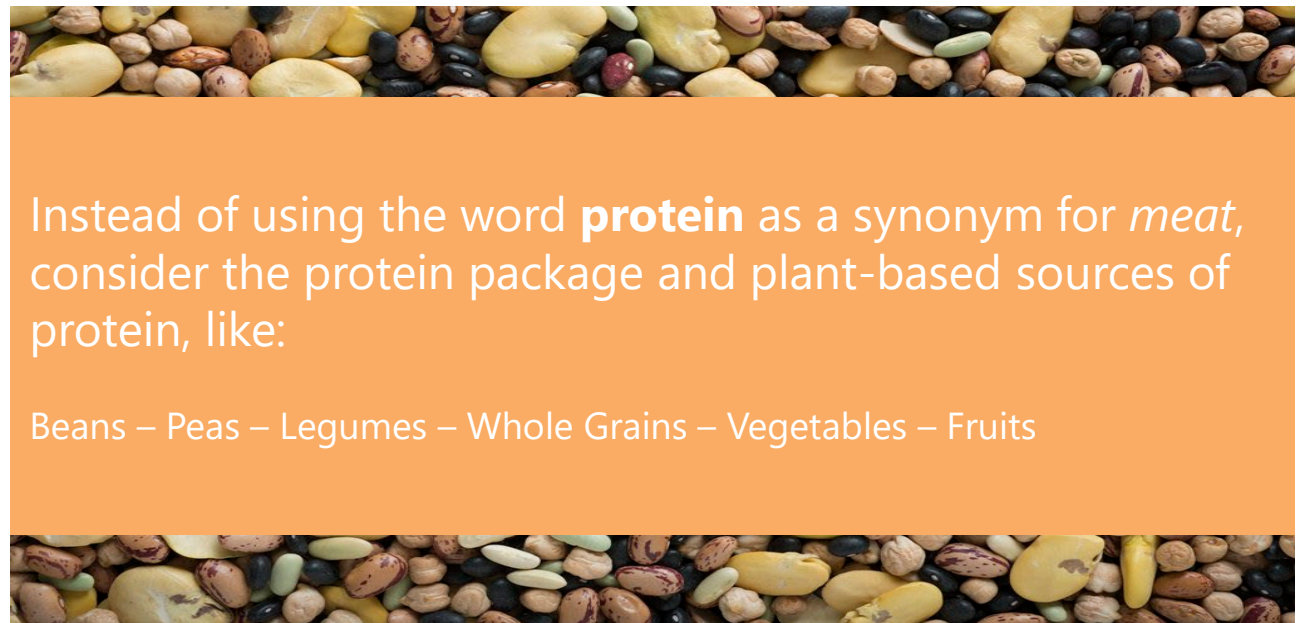 Instead of using the word protein as a synonym for meat,
consider the protein package and plant-based sources of
protein, like:
Beans – Peas – Legumes – Whole Grains – Vegetables – Fruits